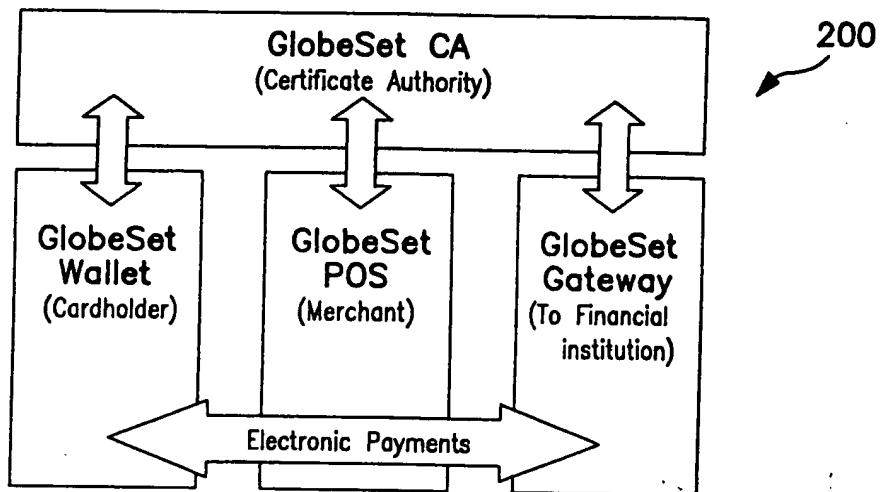 GlobeSet CA
(Certificate Authority)
200
GlobeSet
Wallet
(Cardholder)
GlobeSet
POS
(Merchant)
GlobeSet
Gateway
(To Financial
institution)
Electronic Payments